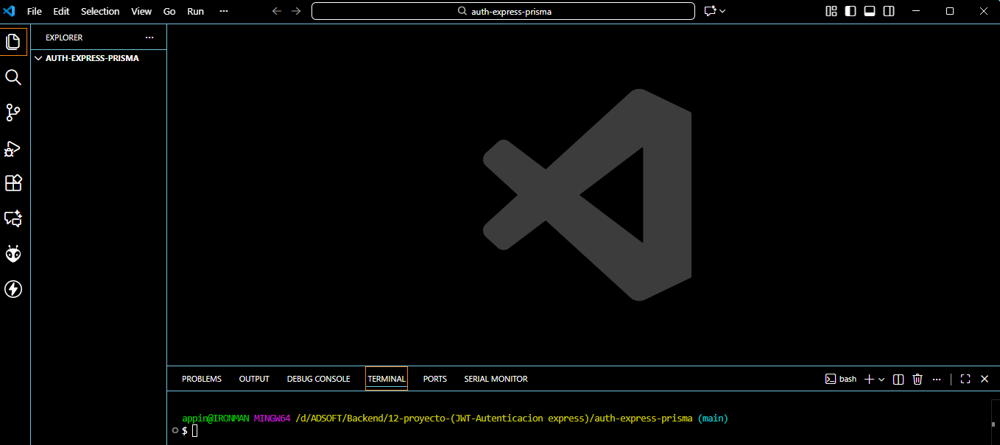 File Edit Selection View Go Run ··· auth-express-prisma
EXPLORER ···
AUTH-EXPRESS-PRISMA
PROBLEMS OUTPUT DEBUG CONSOLE TERMINAL PORTS SERIAL MONITOR bash ···
appin@IRONMAN MINGW64 /d/ADSOFT/Backend/12-proyecto-(JWT-Autenticacion express)/auth-express-prisma (main)
$